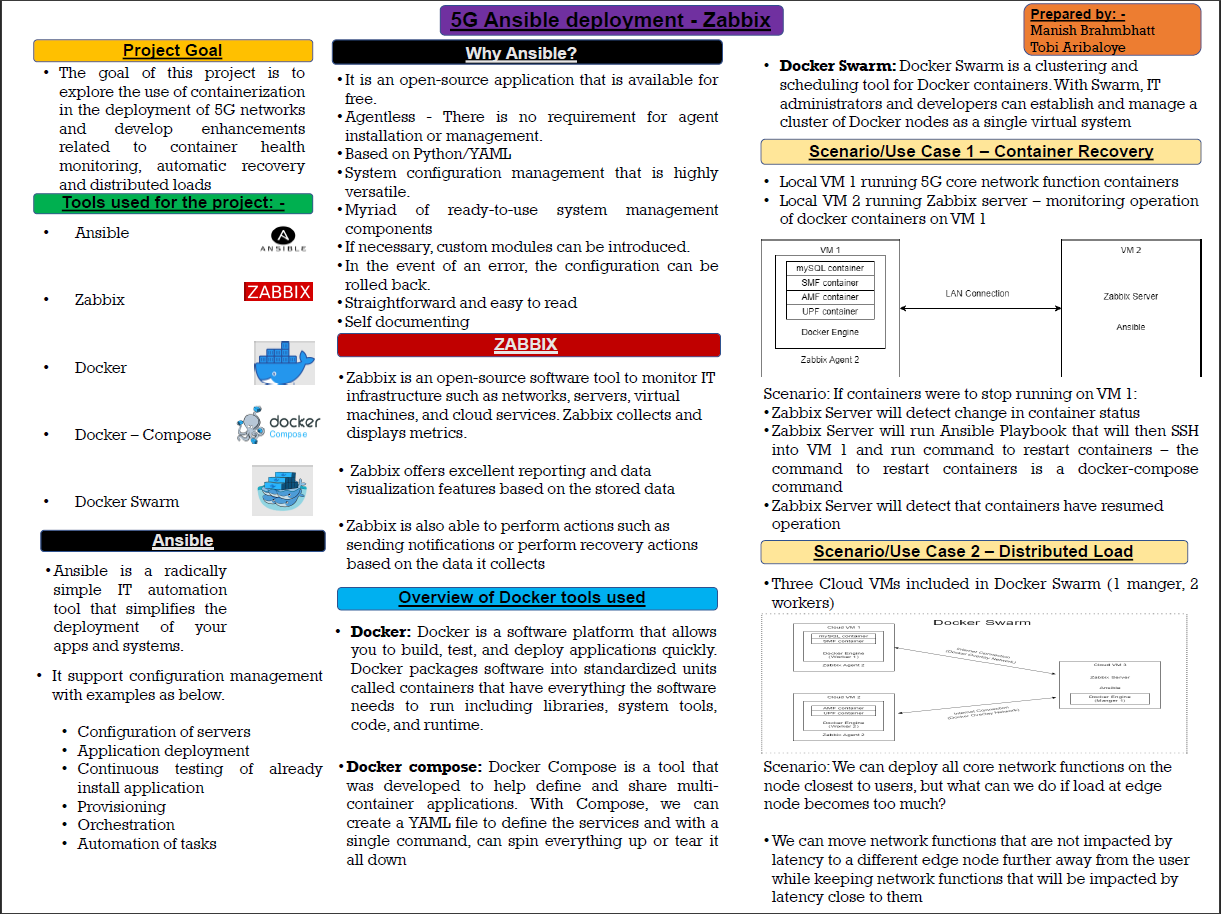 5G Ansible deployment - Zabbix
Prepared by: -
Manish Brahmbhatt
Tobi Aribaloye
Project Goal
• The goal of this project is to
explore the use of containerization
in the deployment of 5G networks
and develop enhancements
related to container health
monitoring, automatic recovery
and distributed loads
Tools used for the project: -
• Ansible
ANSIBLE
• Zabbix
ZABBIX
• Docker
• Docker – Compose
docker
Compose
• Docker Swarm
Ansible
• Ansible is a radically
simple IT automation
tool that simplifies the
deployment of your
apps and systems.
• It support configuration management
with examples as below.
• Configuration of servers
• Application deployment
• Continuous testing of already
install application
• Provisioning
• Orchestration
• Automation of tasks
Why Ansible?
• It is an open-source application that is available for
free.
• Agentless - There is no requirement for agent
installation or management.
• Based on Python/YAML
• System configuration management that is highly
versatile.
• Myriad of ready-to-use system management
components
• If necessary, custom modules can be introduced.
• In the event of an error, the configuration can be
rolled back.
• Straightforward and easy to read
• Self documenting
ZABBIX
• Zabbix is an open-source software tool to monitor IT
infrastructure such as networks, servers, virtual
machines, and cloud services. Zabbix collects and
displays metrics.
• Zabbix offers excellent reporting and data
visualization features based on the stored data
• Zabbix is also able to perform actions such as
sending notifications or perform recovery actions
based on the data it collects
Overview of Docker tools used
• Docker: Docker is a software platform that allows
you to build, test, and deploy applications quickly.
Docker packages software into standardized units
called containers that have everything the software
needs to run including libraries, system tools,
code, and runtime.
• Docker compose: Docker Compose is a tool that
was developed to help define and share multi-
container applications. With Compose, we can
create a YAML file to define the services and with a
single command, can spin everything up or tear it
all down
• Docker Swarm: Docker Swarm is a clustering and
scheduling tool for Docker containers. With Swarm, IT
administrators and developers can establish and manage a
cluster of Docker nodes as a single virtual system
Scenario/Use Case 1 – Container Recovery
• Local VM 1 running 5G core network function containers
• Local VM 2 running Zabbix server – monitoring operation
of docker containers on VM 1
VM 1
mySQL container
SMF container
AMF container
UPF container
Docker Engine
Zabbix Agent 2
LAN Connection
VM 2
Zabbix Server
Ansible
Scenario: If containers were to stop running on VM 1:
• Zabbix Server will detect change in container status
• Zabbix Server will run Ansible Playbook that will then SSH
into VM 1 and run command to restart containers – the
command to restart containers is a docker-compose
command
• Zabbix Server will detect that containers have resumed
operation
Scenario/Use Case 2 – Distributed Load
• Three Cloud VMs included in Docker Swarm (1 manger, 2
workers)
Docker Swarm
Cloud VM 1
mySQL container
SMF container
Docker Engine
(Worker 1)
Zabbix Agent 2
Internet Connection
(Docker Overlay Network)
Cloud VM 3
Zabbix Server
Ansible
Docker Engine
(Manger 1)
Cloud VM 2
AMF container
UPF container
Docker Engine
(Worker 2)
Zabbix Agent 2
Internet Connection
(Docker Overlay Network)
Scenario: We can deploy all core network functions on the
node closest to users, but what can we do if load at edge
node becomes too much?
• We can move network functions that are not impacted by
latency to a different edge node further away from the user
while keeping network functions that will be impacted by
latency close to them